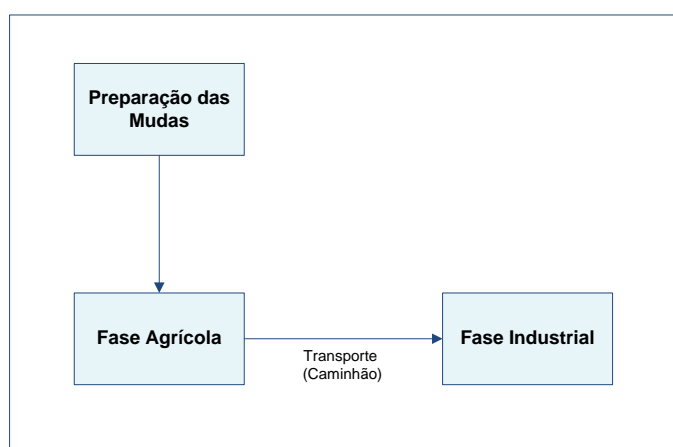 Preparação das
Mudas
Fase Agrícola
Fase Industrial
Transporte
(Caminhão)